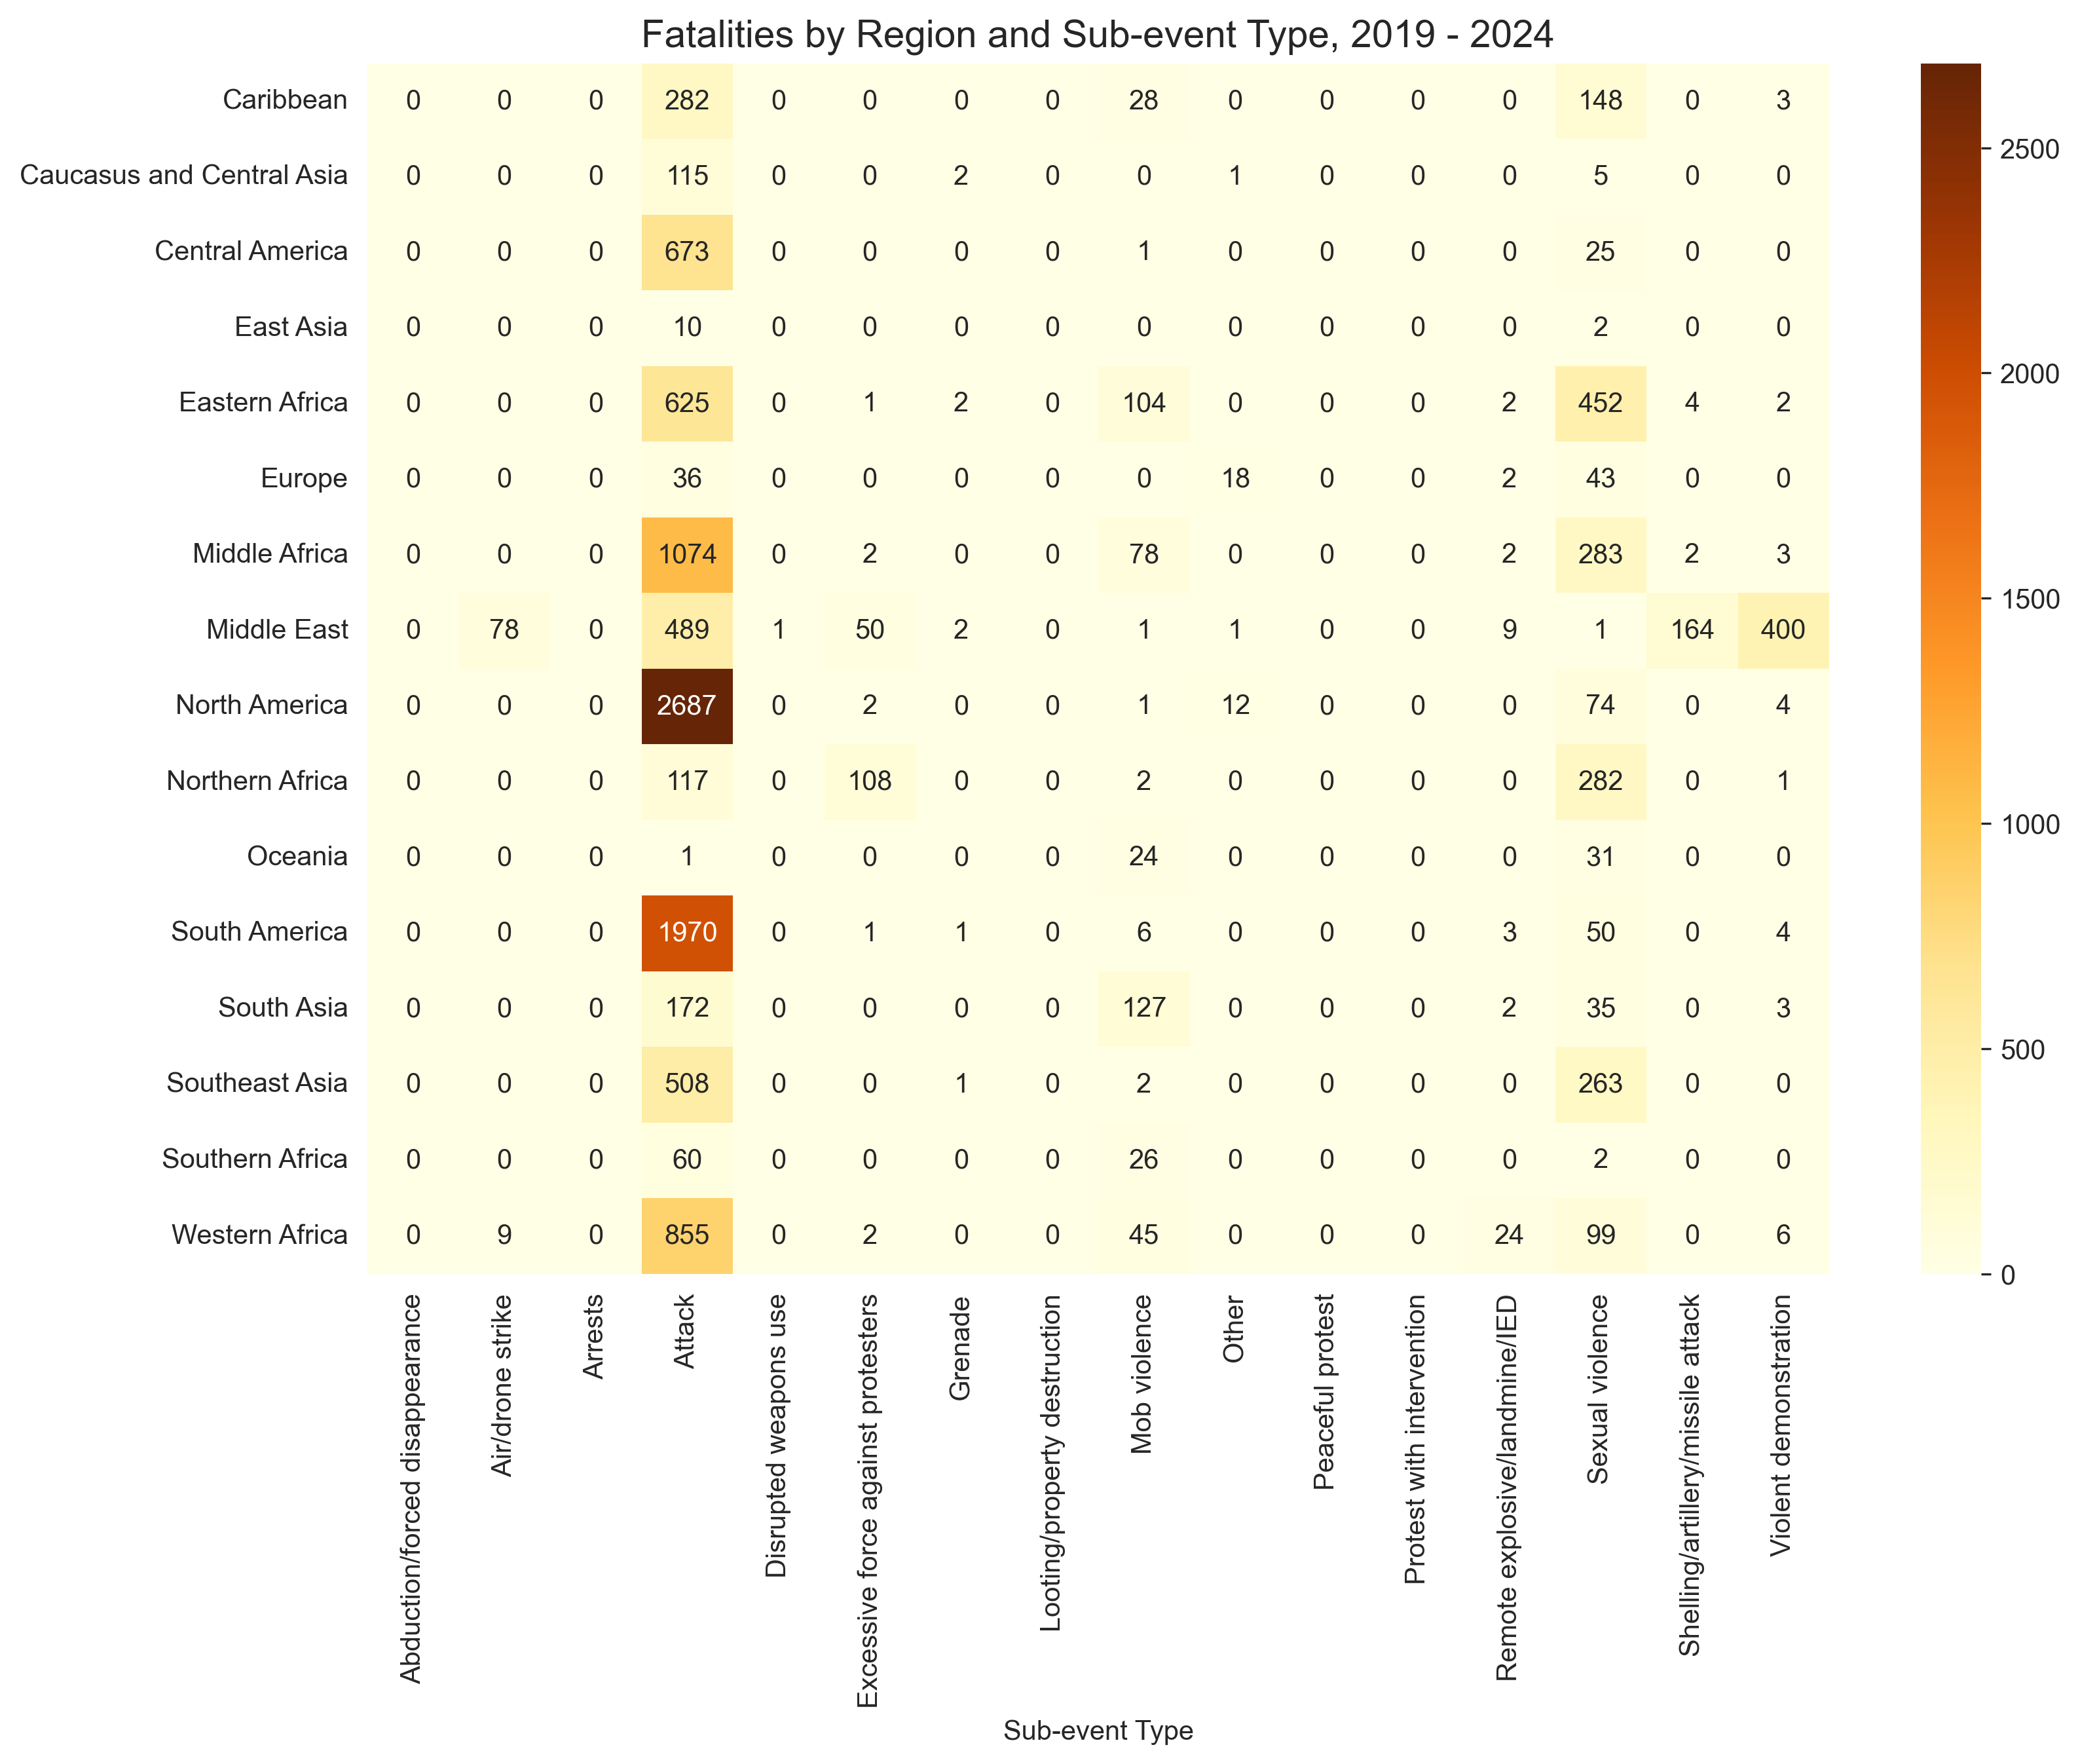 Fatalities by Region and Sub-event Type, 2019 - 2024
Caribbean 0 0 0 282 0 0 0 0 28 0 0 0 0 148 0 3
Caucasus and Central Asia 0 0 0 115 0 0 2 0 0 1 0 0 0 5 0 0
Central America 0 0 0 673 0 0 0 0 1 0 0 0 0 25 0 0
East Asia 0 0 0 10 0 0 0 0 0 0 0 0 0 2 0 0
Eastern Africa 0 0 0 625 0 1 2 0 104 0 0 0 2 452 4 2
Europe 0 0 0 36 0 0 0 0 0 18 0 0 2 43 0 0
Middle Africa 0 0 0 1074 0 2 0 0 78 0 0 0 2 283 2 3
Middle East 0 78 0 489 1 50 2 0 1 1 0 0 9 1 164 400
North America 0 0 0 2687 0 2 0 0 1 12 0 0 0 74 0 4
Northern Africa 0 0 0 117 0 108 0 0 2 0 0 0 0 282 0 1
Oceania 0 0 0 1 0 0 0 0 24 0 0 0 0 31 0 0
South America 0 0 0 1970 0 1 1 0 6 0 0 0 3 50 0 4
South Asia 0 0 0 172 0 0 0 0 127 0 0 0 2 35 0 3
Southeast Asia 0 0 0 508 0 0 1 0 2 0 0 0 0 263 0 0
Southern Africa 0 0 0 60 0 0 0 0 26 0 0 0 0 2 0 0
Western Africa 0 9 0 855 0 2 0 0 45 0 0 0 24 99 0 6
Abduction/forced disappearance
Air/drone strike
Arrests
Attack
Disrupted weapons use
Excessive force against protesters
Grenade
Looting/property destruction
Mob violence
Other
Peaceful protest
Protest with intervention
Remote explosive/landmine/IED
Sexual violence
Shelling/artillery/missile attack
Violent demonstration
Sub-event Type
2500
2000
1500
1000
500
0